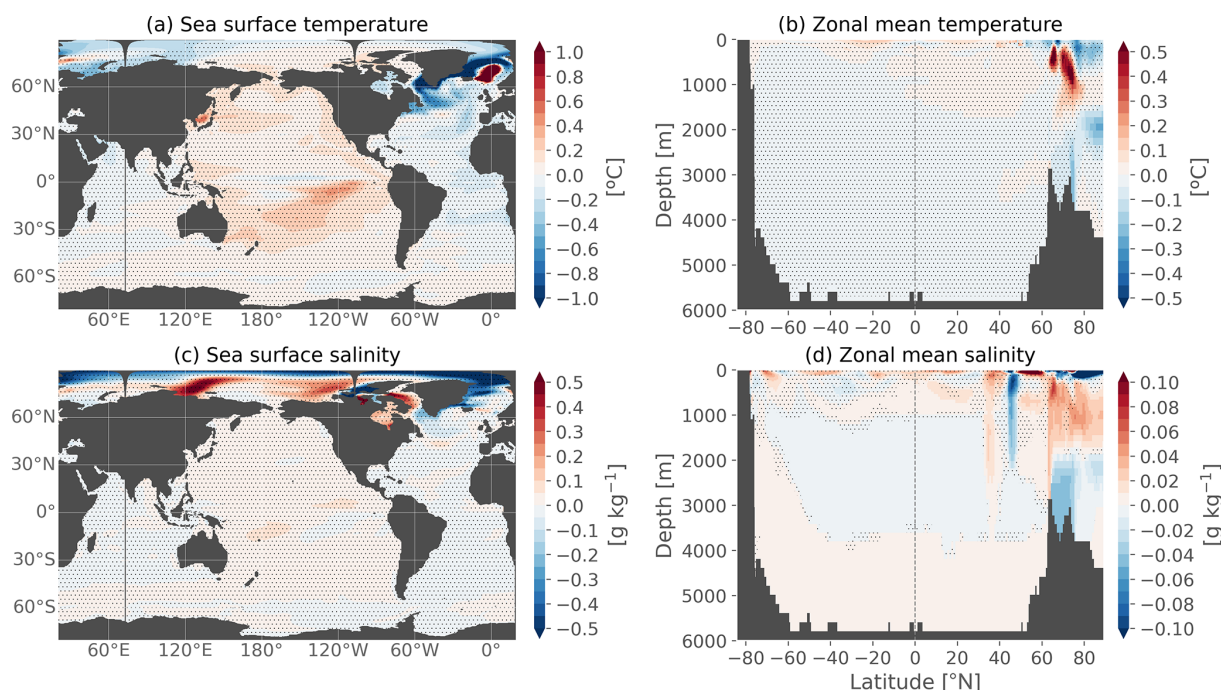 (a) Sea surface temperature
60°N
30°N
0°
30°S
60°S
60°E 120°E 180° 120°W 60°W 0°
1.0
0.8
0.6
0.4
0.2
0.0
−0.2
−0.4
−0.6
−0.8
−1.0
[ºC]
(b) Zonal mean temperature
Depth [m]
0
1000
2000
3000
4000
5000
6000
−80 −60 −40 −20 0 20 40 60 80
0.5
0.4
0.3
0.2
0.1
0.0
−0.1
−0.2
−0.3
−0.4
−0.5
[ºC]
(c) Sea surface salinity
60°N
30°N
0°
30°S
60°S
60°E 120°E 180° 120°W 60°W 0°
0.5
0.4
0.3
0.2
0.1
0.0
−0.1
−0.2
−0.3
−0.4
−0.5
[g kg⁻¹]
(d) Zonal mean salinity
Depth [m]
0
1000
2000
3000
4000
5000
6000
−80 −60 −40 −20 0 20 40 60 80
Latitude [°N]
0.10
0.08
0.06
0.04
0.02
0.00
−0.02
−0.04
−0.06
−0.08
−0.10
[g kg⁻¹]